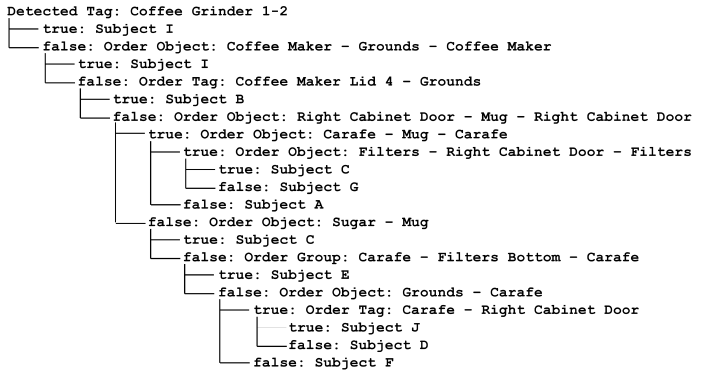 Detected Tag: Coffee Grinder 1-2
true: Subject I
false: Order Object: Coffee Maker – Grounds – Coffee Maker
true: Subject I
false: Order Tag: Coffee Maker Lid 4 – Grounds
true: Subject B
false: Order Object: Right Cabinet Door – Mug – Right Cabinet Door
true: Order Object: Carafe – Mug – Carafe
true: Order Object: Filters – Right Cabinet Door – Filters
true: Subject C
false: Subject G
false: Subject A
false: Order Object: Sugar – Mug
true: Subject C
false: Order Group: Carafe – Filters Bottom – Carafe
true: Subject E
false: Order Object: Grounds – Carafe
true: Order Tag: Carafe – Right Cabinet Door
true: Subject J
false: Subject D
false: Subject F